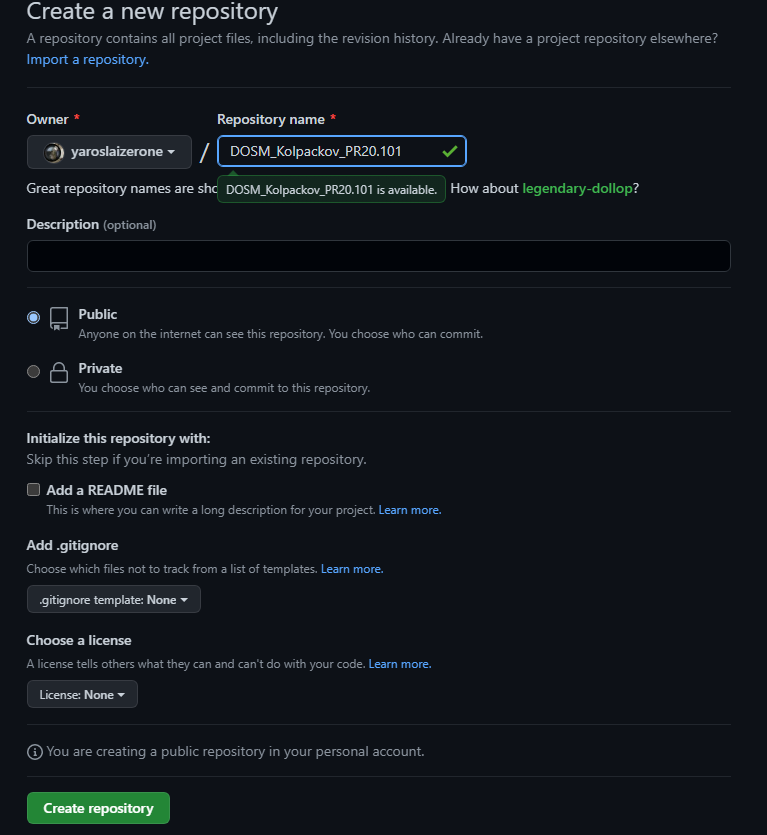 Create a new repository
A repository contains all project files, including the revision history. Already have a project repository elsewhere?
Import a repository.
Owner *
Repository name *
yaroslaizerone
/
DOSM_Kolpackov_PR20.101
Great repository names are sho
DOSM_Kolpackov_PR20.101 is available.
How about legendary-dollop?
Description (optional)
Public
Anyone on the internet can see this repository. You choose who can commit.
Private
You choose who can see and commit to this repository.
Initialize this repository with:
Skip this step if you're importing an existing repository.
Add a README file
This is where you can write a long description for your project. Learn more.
Add .gitignore
Choose which files not to track from a list of templates. Learn more.
.gitignore template: None
Choose a license
A license tells others what they can and can't do with your code. Learn more.
License: None
You are creating a public repository in your personal account.
Create repository